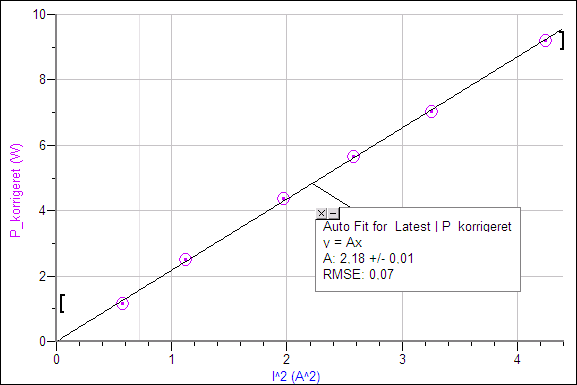 10
8
6
4
2
0
P_korrigeret (W)
Auto Fit for Latest | P_korrigeret
y = Ax
A: 2,18 +/- 0,01
RMSE: 0,07
0 1 2 3 4
I^2 (A^2)